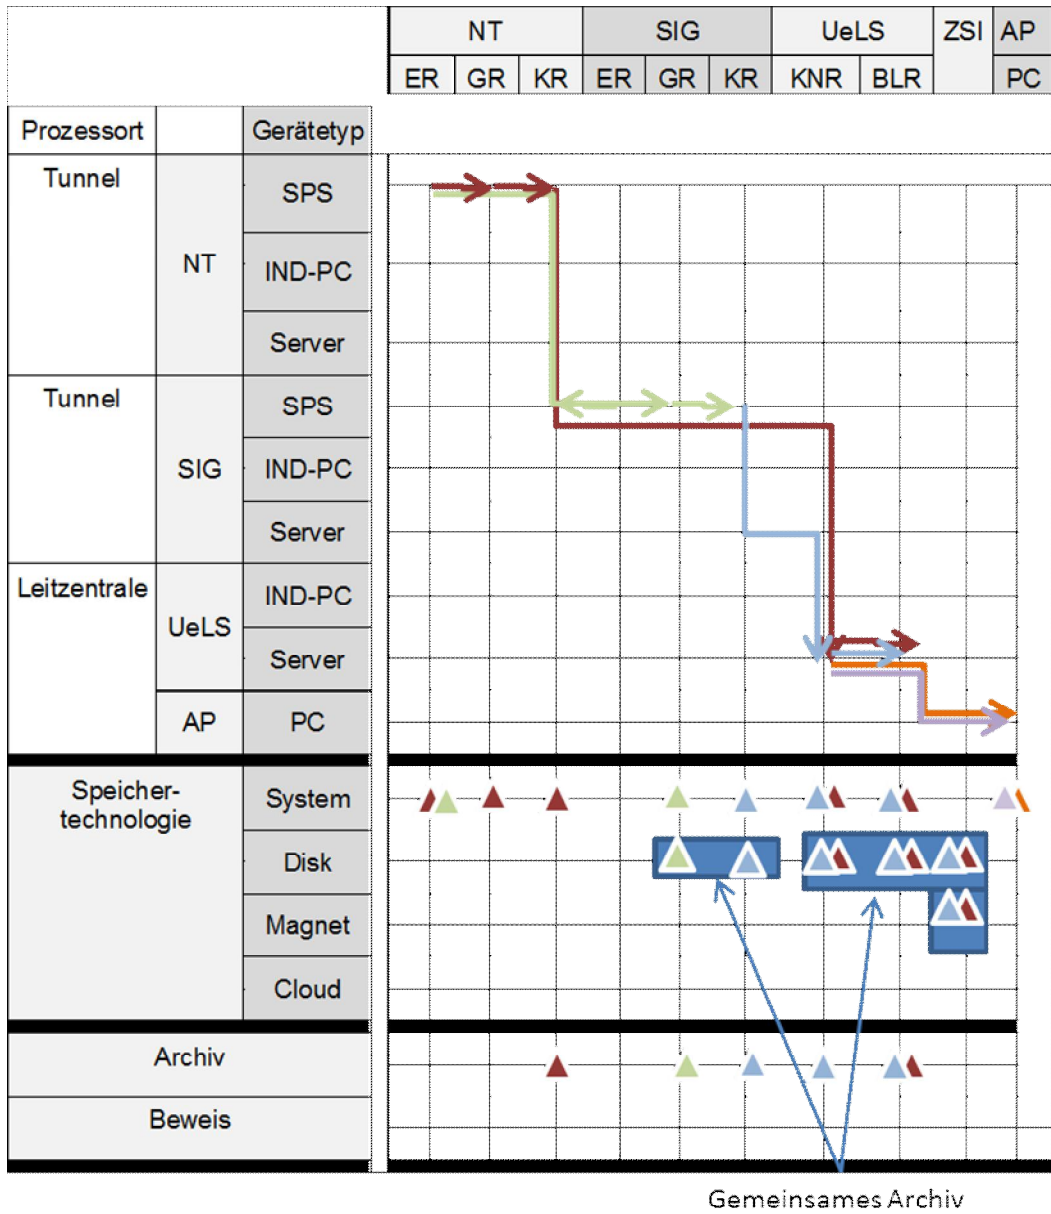 NT SIG UeLS ZSI AP
ER GR KR ER GR KR KNR BLR PC
Prozessort Gerätetyp
Tunnel
SPS
NT IND-PC
Server
Tunnel
SPS
SIG IND-PC
Server
Leitzentrale
IND-PC
UeLS
Server
AP PC
Speicher-
technologie
System
Disk
Magnet
Cloud
Archiv
Beweis
Gemeinsames Archiv